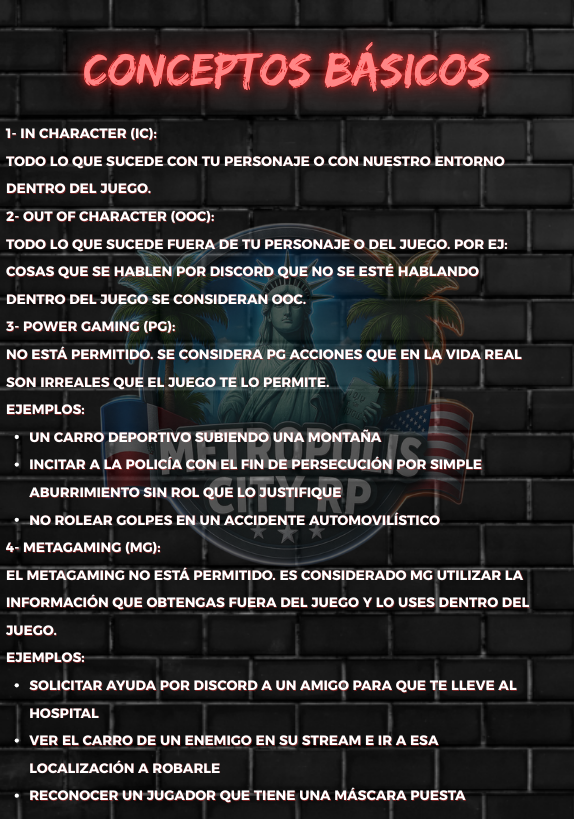 CONCEPTOS BÁSICOS
1- IN CHARACTER (IC):
TODO LO QUE SUCEDE CON TU PERSONAJE O CON NUESTRO ENTORNO
DENTRO DEL JUEGO.
2- OUT OF CHARACTER (OOC):
TODO LO QUE SUCEDE FUERA DE TU PERSONAJE O DEL JUEGO. POR EJ:
COSAS QUE SE HABLEN POR DISCORD QUE NO SE ESTÉ HABLANDO
DENTRO DEL JUEGO SE CONSIDERAN OOC.
3- POWER GAMING (PG):
NO ESTÁ PERMITIDO. SE CONSIDERA PG ACCIONES QUE EN LA VIDA REAL
SON IRREALES QUE EL JUEGO TE LO PERMITE.
EJEMPLOS:
• UN CARRO DEPORTIVO SUBIENDO UNA MONTAÑA
• INCITAR A LA POLICÍA CON EL FIN DE PERSECUCIÓN POR SIMPLE
ABURRIMIENTO SIN ROL QUE LO JUSTIFIQUE
• NO ROLEAR GOLPES EN UN ACCIDENTE AUTOMOVILÍSTICO
4- METAGAMING (MG):
EL METAGAMING NO ESTÁ PERMITIDO. ES CONSIDERADO MG UTILIZAR LA
INFORMACIÓN QUE OBTENGAS FUERA DEL JUEGO Y LO USES DENTRO DEL
JUEGO.
EJEMPLOS:
• SOLICITAR AYUDA POR DISCORD A UN AMIGO PARA QUE TE LLEVE AL
HOSPITAL
• VER EL CARRO DE UN ENEMIGO EN SU STREAM E IR A ESA
LOCALIZACIÓN A ROBARLE
• RECONOCER UN JUGADOR QUE TIENE UNA MÁSCARA PUESTA
METROPOLIS
CITY RP